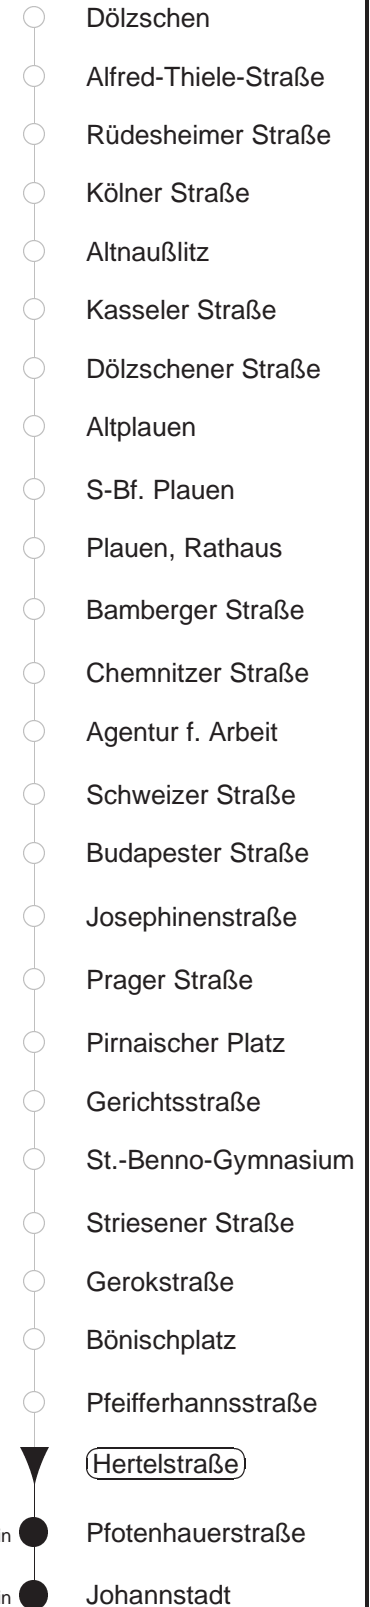 Dölzschen
Alfred-Thiele-Straße
Rüdesheimer Straße
Kölner Straße
Altnaußlitz
Kasseler Straße
Dölzschener Straße
Altplauen
S-Bf. Plauen
Plauen, Rathaus
Bamberger Straße
Chemnitzer Straße
Agentur f. Arbeit
Schweizer Straße
Budapester Straße
Josephinenstraße
Prager Straße
Pirnaischer Platz
Gerichtsstraße
St.-Benno-Gymnasium
Striesener Straße
Gerokstraße
Bönischplatz
Pfeifferhannsstraße
Hertelstraße
in Pfotenhauerstraße
in Johannstadt